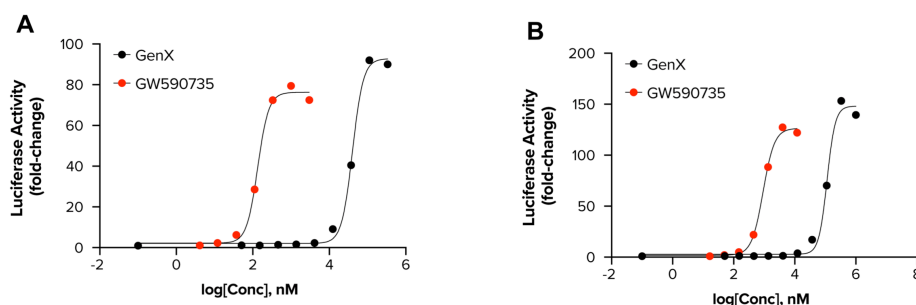 A
GenX
GW590735
Luciferase Activity
(fold-change)
100
80
60
40
20
0
-2
0
2
4
6
log[Conc], nM
B
GenX
GW590735
Luciferase Activity
(fold-change)
200
150
100
50
0
-2
0
2
4
6
8
log[Conc], nM